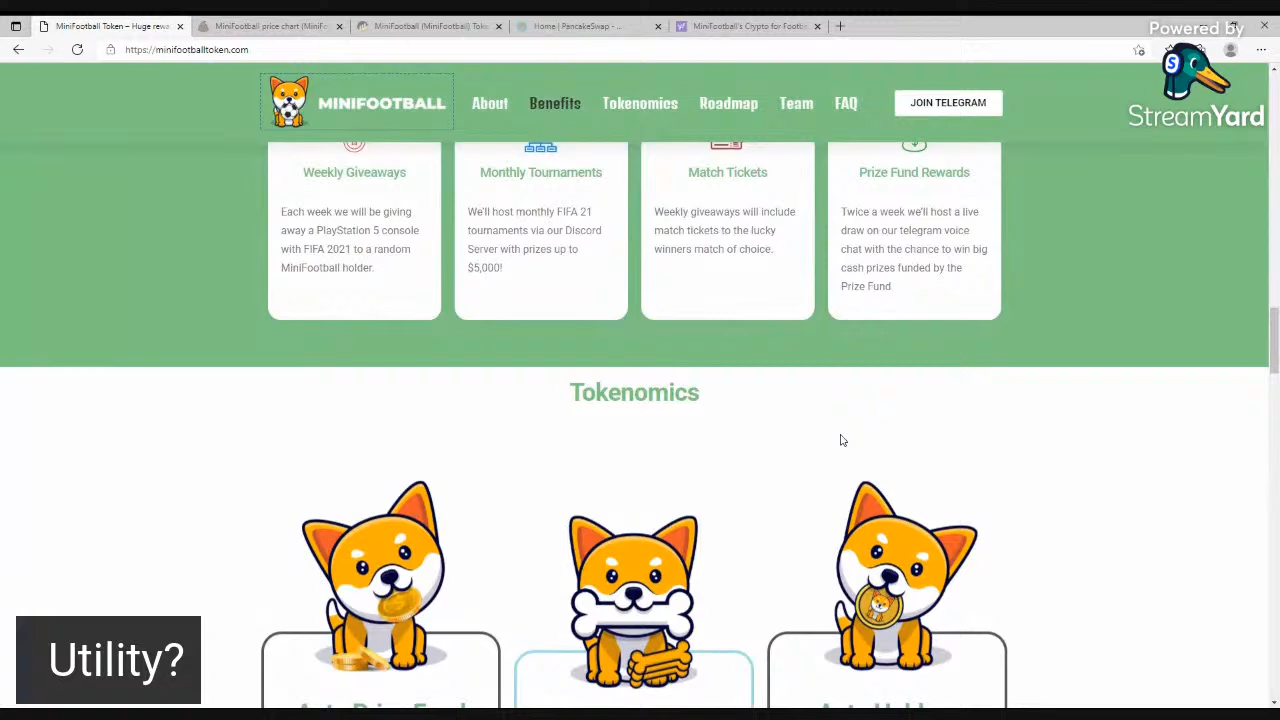 MiniFootball Token – Huge rewa
MiniFootball price chart (MiniFo
MiniFootball (MiniFootball) Toke
Home | PancakeSwap - ...
MiniFootball's Crypto for Footb
Powered by
https://minifootballtoken.com
MINIFOOTBALL
About
Benefits
Tokenomics
Roadmap
Team
FAQ
JOIN TELEGRAM
S
StreamYard
Weekly Giveaways
Each week we will be giving
away a PlayStation 5 console
with FIFA 2021 to a random
MiniFootball holder.
Monthly Tournaments
We'll host monthly FIFA 21
tournaments via our Discord
Server with prizes up to
$5,000!
Match Tickets
Weekly giveaways will include
match tickets to the lucky
winners match of choice.
Prize Fund Rewards
Twice a week we'll host a live
draw on our telegram voice
chat with the chance to win big
cash prizes funded by the
Prize Fund
Tokenomics
Utility?